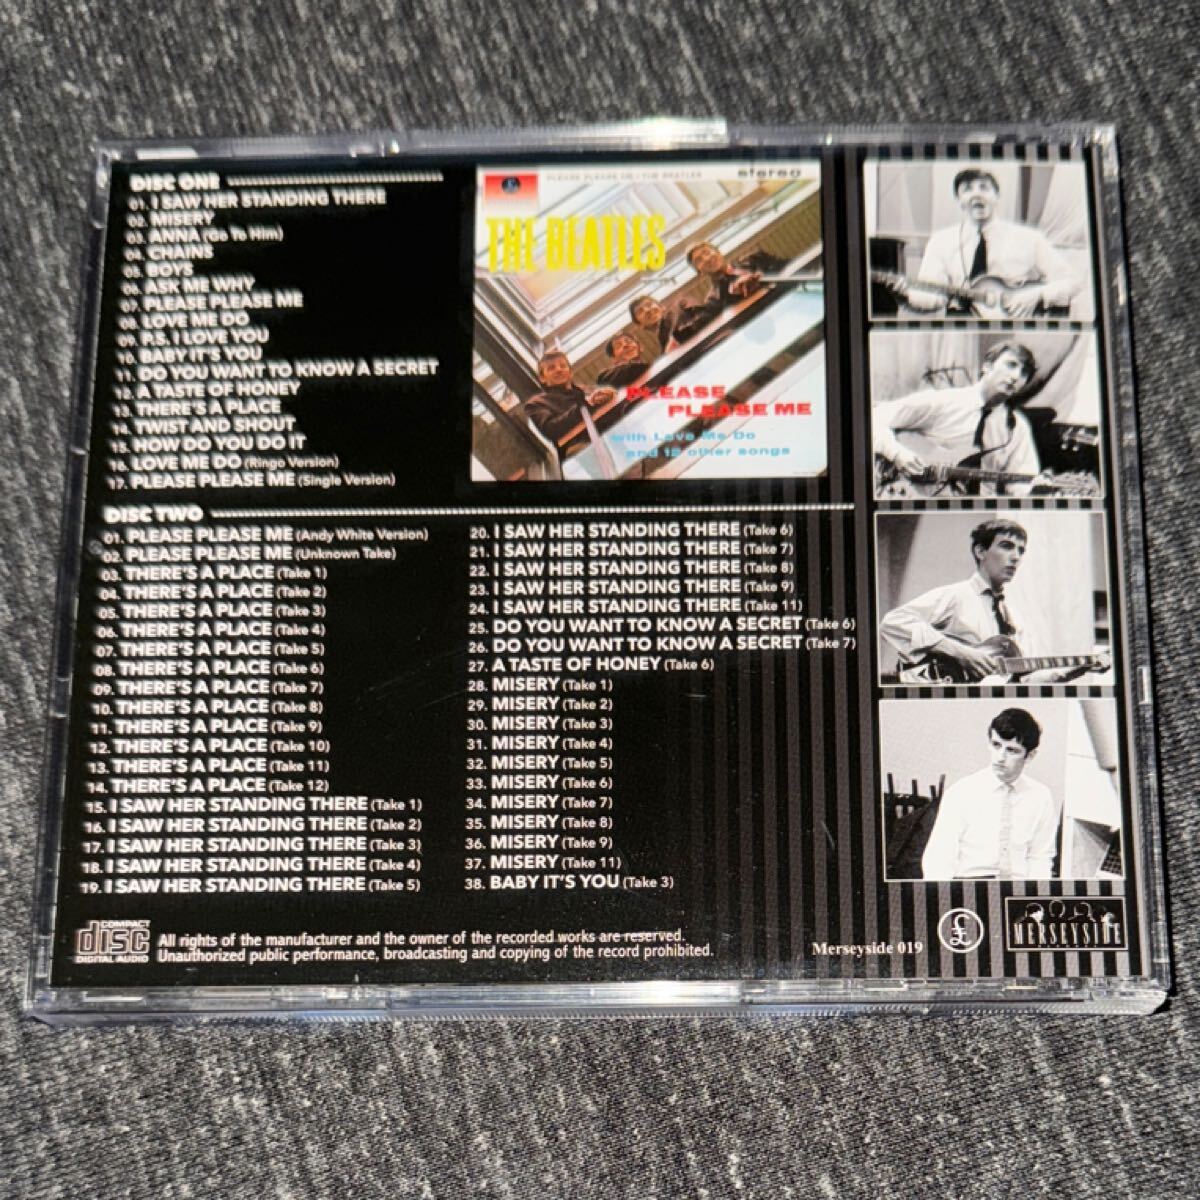 DISC ONE
01. I SAW HER STANDING THERE
02. MISERY
03. ANNA (Go To Him)
04. CHAINS
05. BOYS
06. ASK ME WHY
07. PLEASE PLEASE ME
08. LOVE ME DO
09. P.S. I LOVE YOU
10. BABY IT'S YOU
11. DO YOU WANT TO KNOW A SECRET
12. A TASTE OF HONEY
13. THERE'S A PLACE
14. TWIST AND SHOUT
15. HOW DO YOU DO IT
16. LOVE ME DO (Ringo Version)
17. PLEASE PLEASE ME (Single Version)
PLEASE PLEASE ME • THE BEATLES
stereo
THE BEATLES
PLEASE
PLEASE ME
with Love Me Do
and 12 other songs
DISC TWO
01. PLEASE PLEASE ME (Andy White Version)
02. PLEASE PLEASE ME (Unknown Take)
03. THERE'S A PLACE (Take 1)
04. THERE'S A PLACE (Take 2)
05. THERE'S A PLACE (Take 3)
06. THERE'S A PLACE (Take 4)
07. THERE'S A PLACE (Take 5)
08. THERE'S A PLACE (Take 6)
09. THERE'S A PLACE (Take 7)
10. THERE'S A PLACE (Take 8)
11. THERE'S A PLACE (Take 9)
12. THERE'S A PLACE (Take 10)
13. THERE'S A PLACE (Take 11)
14. THERE'S A PLACE (Take 12)
15. I SAW HER STANDING THERE (Take 1)
16. I SAW HER STANDING THERE (Take 2)
17. I SAW HER STANDING THERE (Take 3)
18. I SAW HER STANDING THERE (Take 4)
19. I SAW HER STANDING THERE (Take 5)
20. I SAW HER STANDING THERE (Take 6)
21. I SAW HER STANDING THERE (Take 7)
22. I SAW HER STANDING THERE (Take 8)
23. I SAW HER STANDING THERE (Take 9)
24. I SAW HER STANDING THERE (Take 11)
25. DO YOU WANT TO KNOW A SECRET (Take 6)
26. DO YOU WANT TO KNOW A SECRET (Take 7)
27. A TASTE OF HONEY (Take 6)
28. MISERY (Take 1)
29. MISERY (Take 2)
30. MISERY (Take 3)
31. MISERY (Take 4)
32. MISERY (Take 5)
33. MISERY (Take 6)
34. MISERY (Take 7)
35. MISERY (Take 8)
36. MISERY (Take 9)
37. MISERY (Take 11)
38. BABY IT'S YOU (Take 3)
COMPACT
disc
DIGITAL AUDIO
All rights of the manufacturer and the owner of the recorded works are reserved.
Unauthorized public performance, broadcasting and copying of the record prohibited.
Merseyside 019
£
MERSEYSIDE